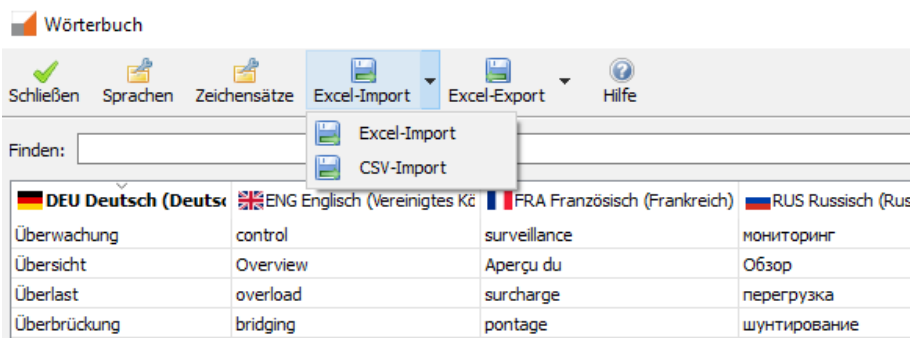 Wörterbuch
Schließen Sprachen Zeichensätze Excel-Import Excel-Export Hilfe
Excel-Import
CSV-Import
Finden:
DEU Deutsch (Deutsc ENG Englisch (Vereinigtes Kö FRA Französisch (Frankreich) RUS Russisch (Rus
Überwachung control surveillance мониторинг
Übersicht Overview Aperçu du Обзор
Überlast overload surcharge перегрузка
Überbrückung bridging pontage шунтирование